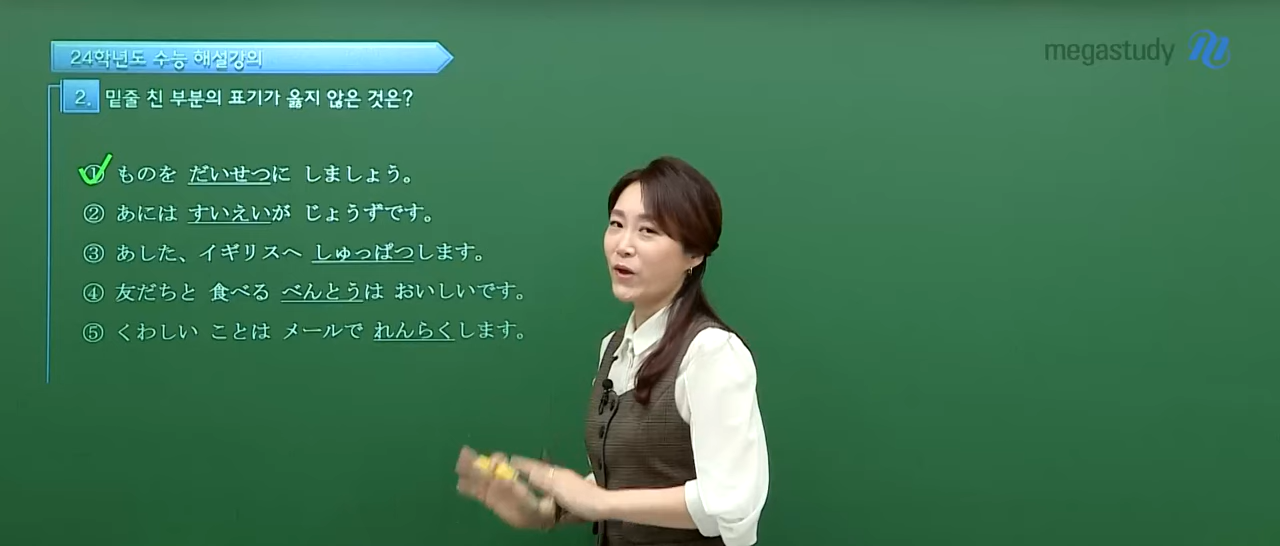 24학년도 수능 해설강의
megastudy
2. 밑줄 친 부분의 표기가 옳지 않은 것은?
① ものを だいせつに しましょう。
② あには すいえいが じょうずです。
③ あした、イギリスへ しゅっぱつします。
④ 友だちと 食べる べんとうは おいしいです。
⑤ くわしい ことは メールで れんらくします。